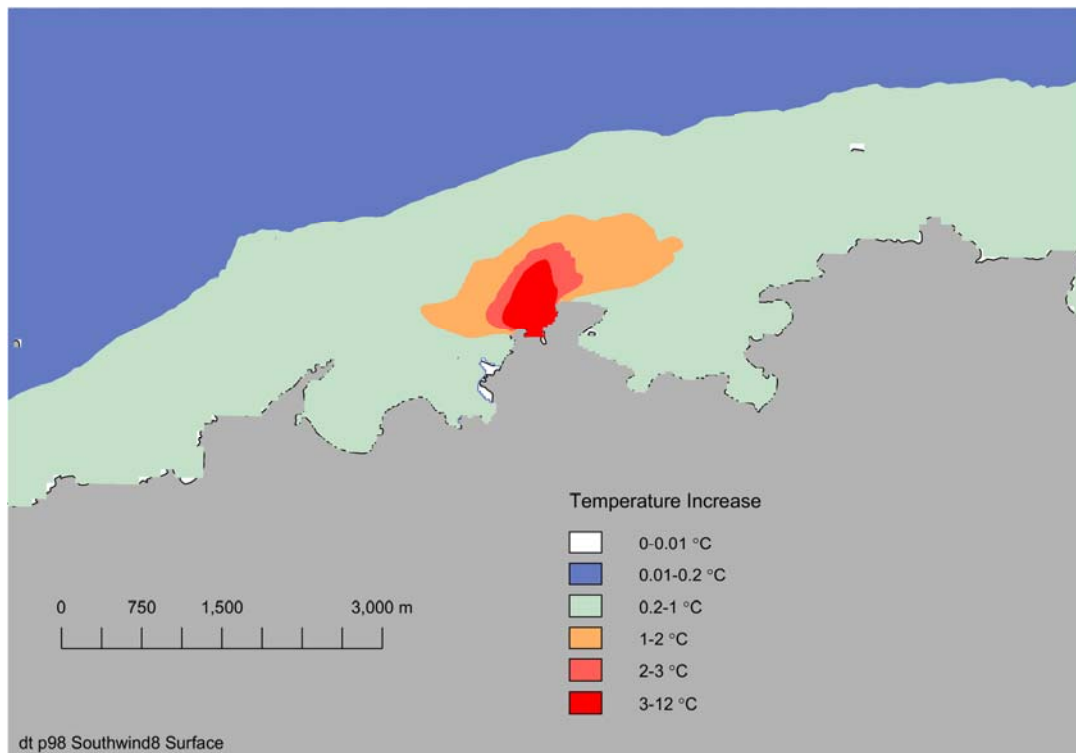 Temperature Increase
0-0.01 °C
0.01-0.2 °C
0.2-1 °C
1-2 °C
2-3 °C
3-12 °C
0 750 1,500 3,000 m
dt p98 Southwind8 Surface